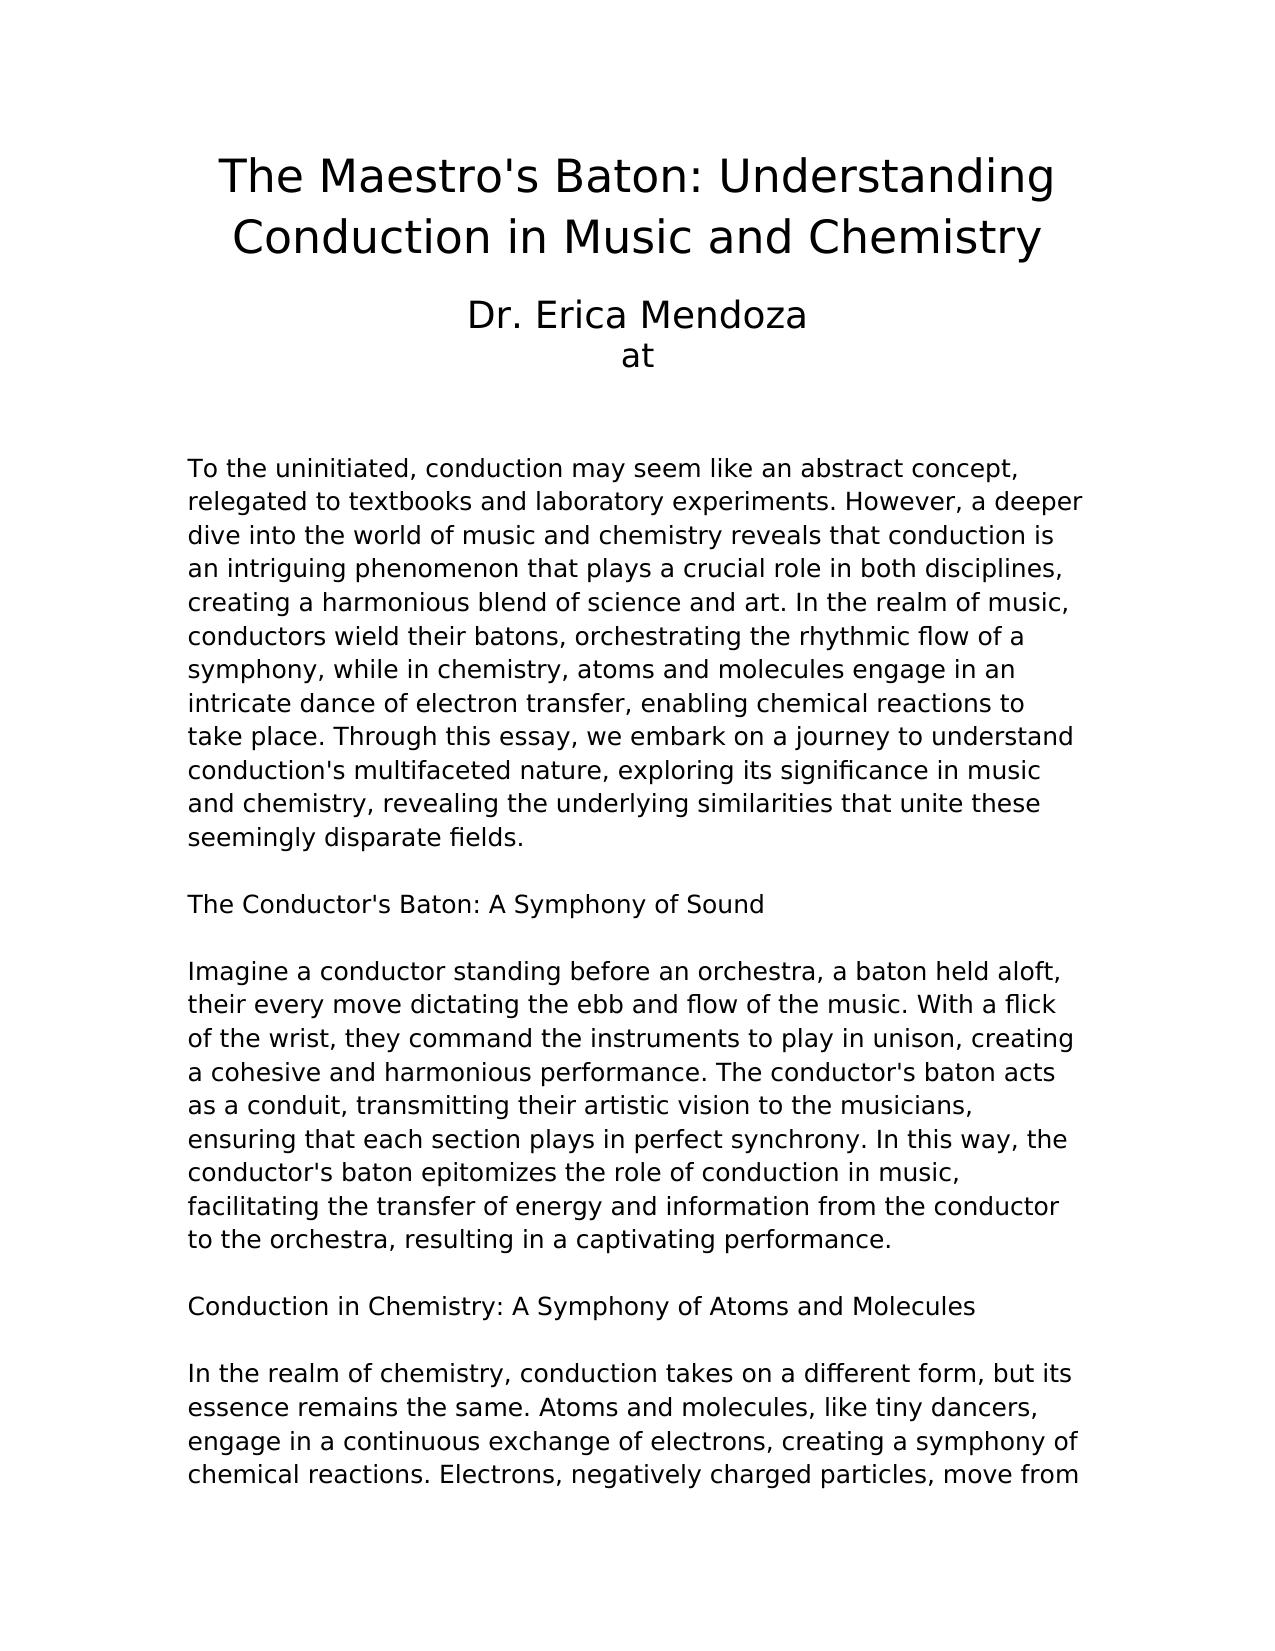 The Maestro's Baton: Understanding
Conduction in Music and Chemistry
Dr. Erica Mendoza
at
To the uninitiated, conduction may seem like an abstract concept,
relegated to textbooks and laboratory experiments. However, a deeper
dive into the world of music and chemistry reveals that conduction is
an intriguing phenomenon that plays a crucial role in both disciplines,
creating a harmonious blend of science and art. In the realm of music,
conductors wield their batons, orchestrating the rhythmic flow of a
symphony, while in chemistry, atoms and molecules engage in an
intricate dance of electron transfer, enabling chemical reactions to
take place. Through this essay, we embark on a journey to understand
conduction's multifaceted nature, exploring its significance in music
and chemistry, revealing the underlying similarities that unite these
seemingly disparate fields.
The Conductor's Baton: A Symphony of Sound
Imagine a conductor standing before an orchestra, a baton held aloft,
their every move dictating the ebb and flow of the music. With a flick
of the wrist, they command the instruments to play in unison, creating
a cohesive and harmonious performance. The conductor's baton acts
as a conduit, transmitting their artistic vision to the musicians,
ensuring that each section plays in perfect synchrony. In this way, the
conductor's baton epitomizes the role of conduction in music,
facilitating the transfer of energy and information from the conductor
to the orchestra, resulting in a captivating performance.
Conduction in Chemistry: A Symphony of Atoms and Molecules
In the realm of chemistry, conduction takes on a different form, but its
essence remains the same. Atoms and molecules, like tiny dancers,
engage in a continuous exchange of electrons, creating a symphony of
chemical reactions. Electrons, negatively charged particles, move from